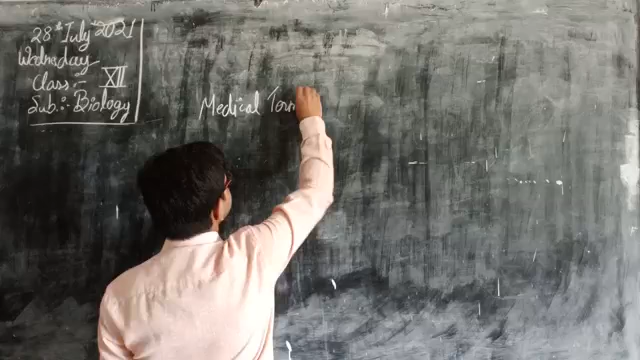 28th July 2021
Wednesday
Class :- XII
Sub. :- Biology
Medical